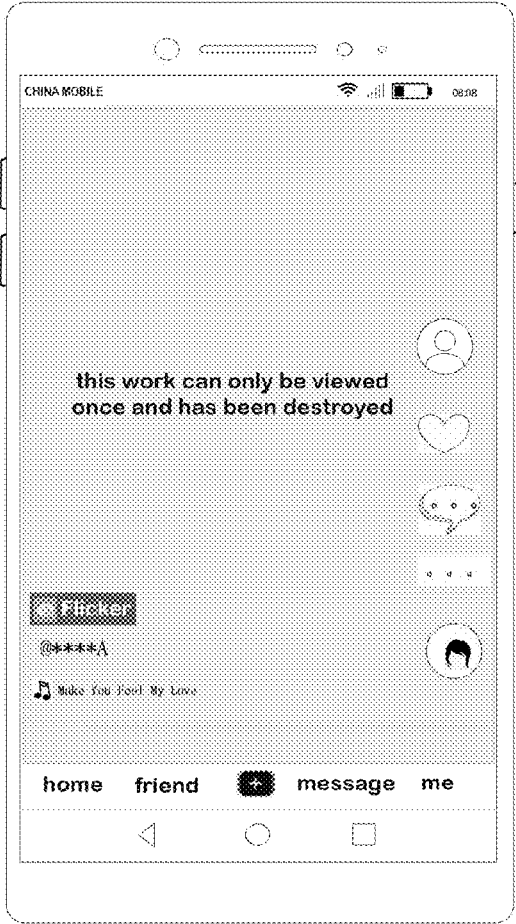 CHINA MOBILE
08:08
this work can only be viewed
once and has been destroyed
Flicker
@****A
Make You Feel My Love
home friend + message me